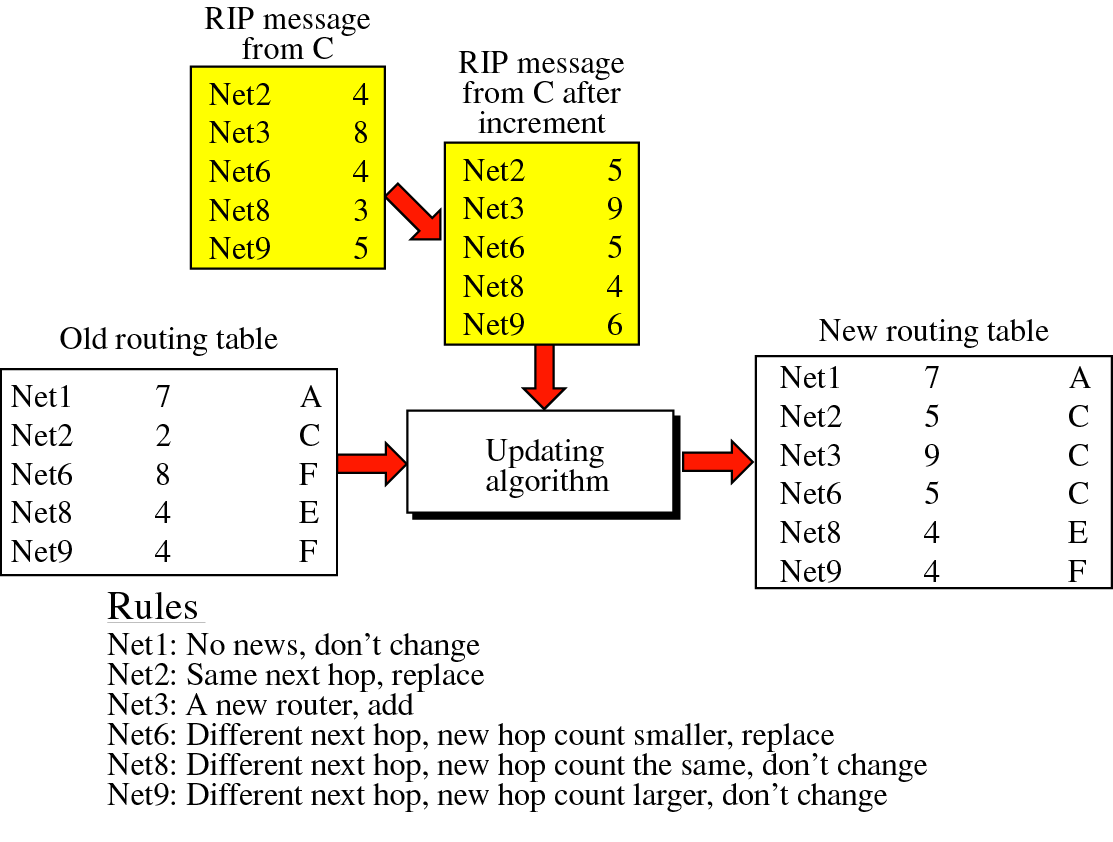 RIP message
from C
Net2 4
Net3 8
Net6 4
Net8 3
Net9 5
RIP message
from C after
increment
Net2 5
Net3 9
Net6 5
Net8 4
Net9 6
Old routing table
Net1 7 A
Net2 2 C
Net6 8 F
Net8 4 E
Net9 4 F
Updating
algorithm
New routing table
Net1 7 A
Net2 5 C
Net3 9 C
Net6 5 C
Net8 4 E
Net9 4 F
Rules
Net1: No news, don’t change
Net2: Same next hop, replace
Net3: A new router, add
Net6: Different next hop, new hop count smaller, replace
Net8: Different next hop, new hop count the same, don’t change
Net9: Different next hop, new hop count larger, don’t change